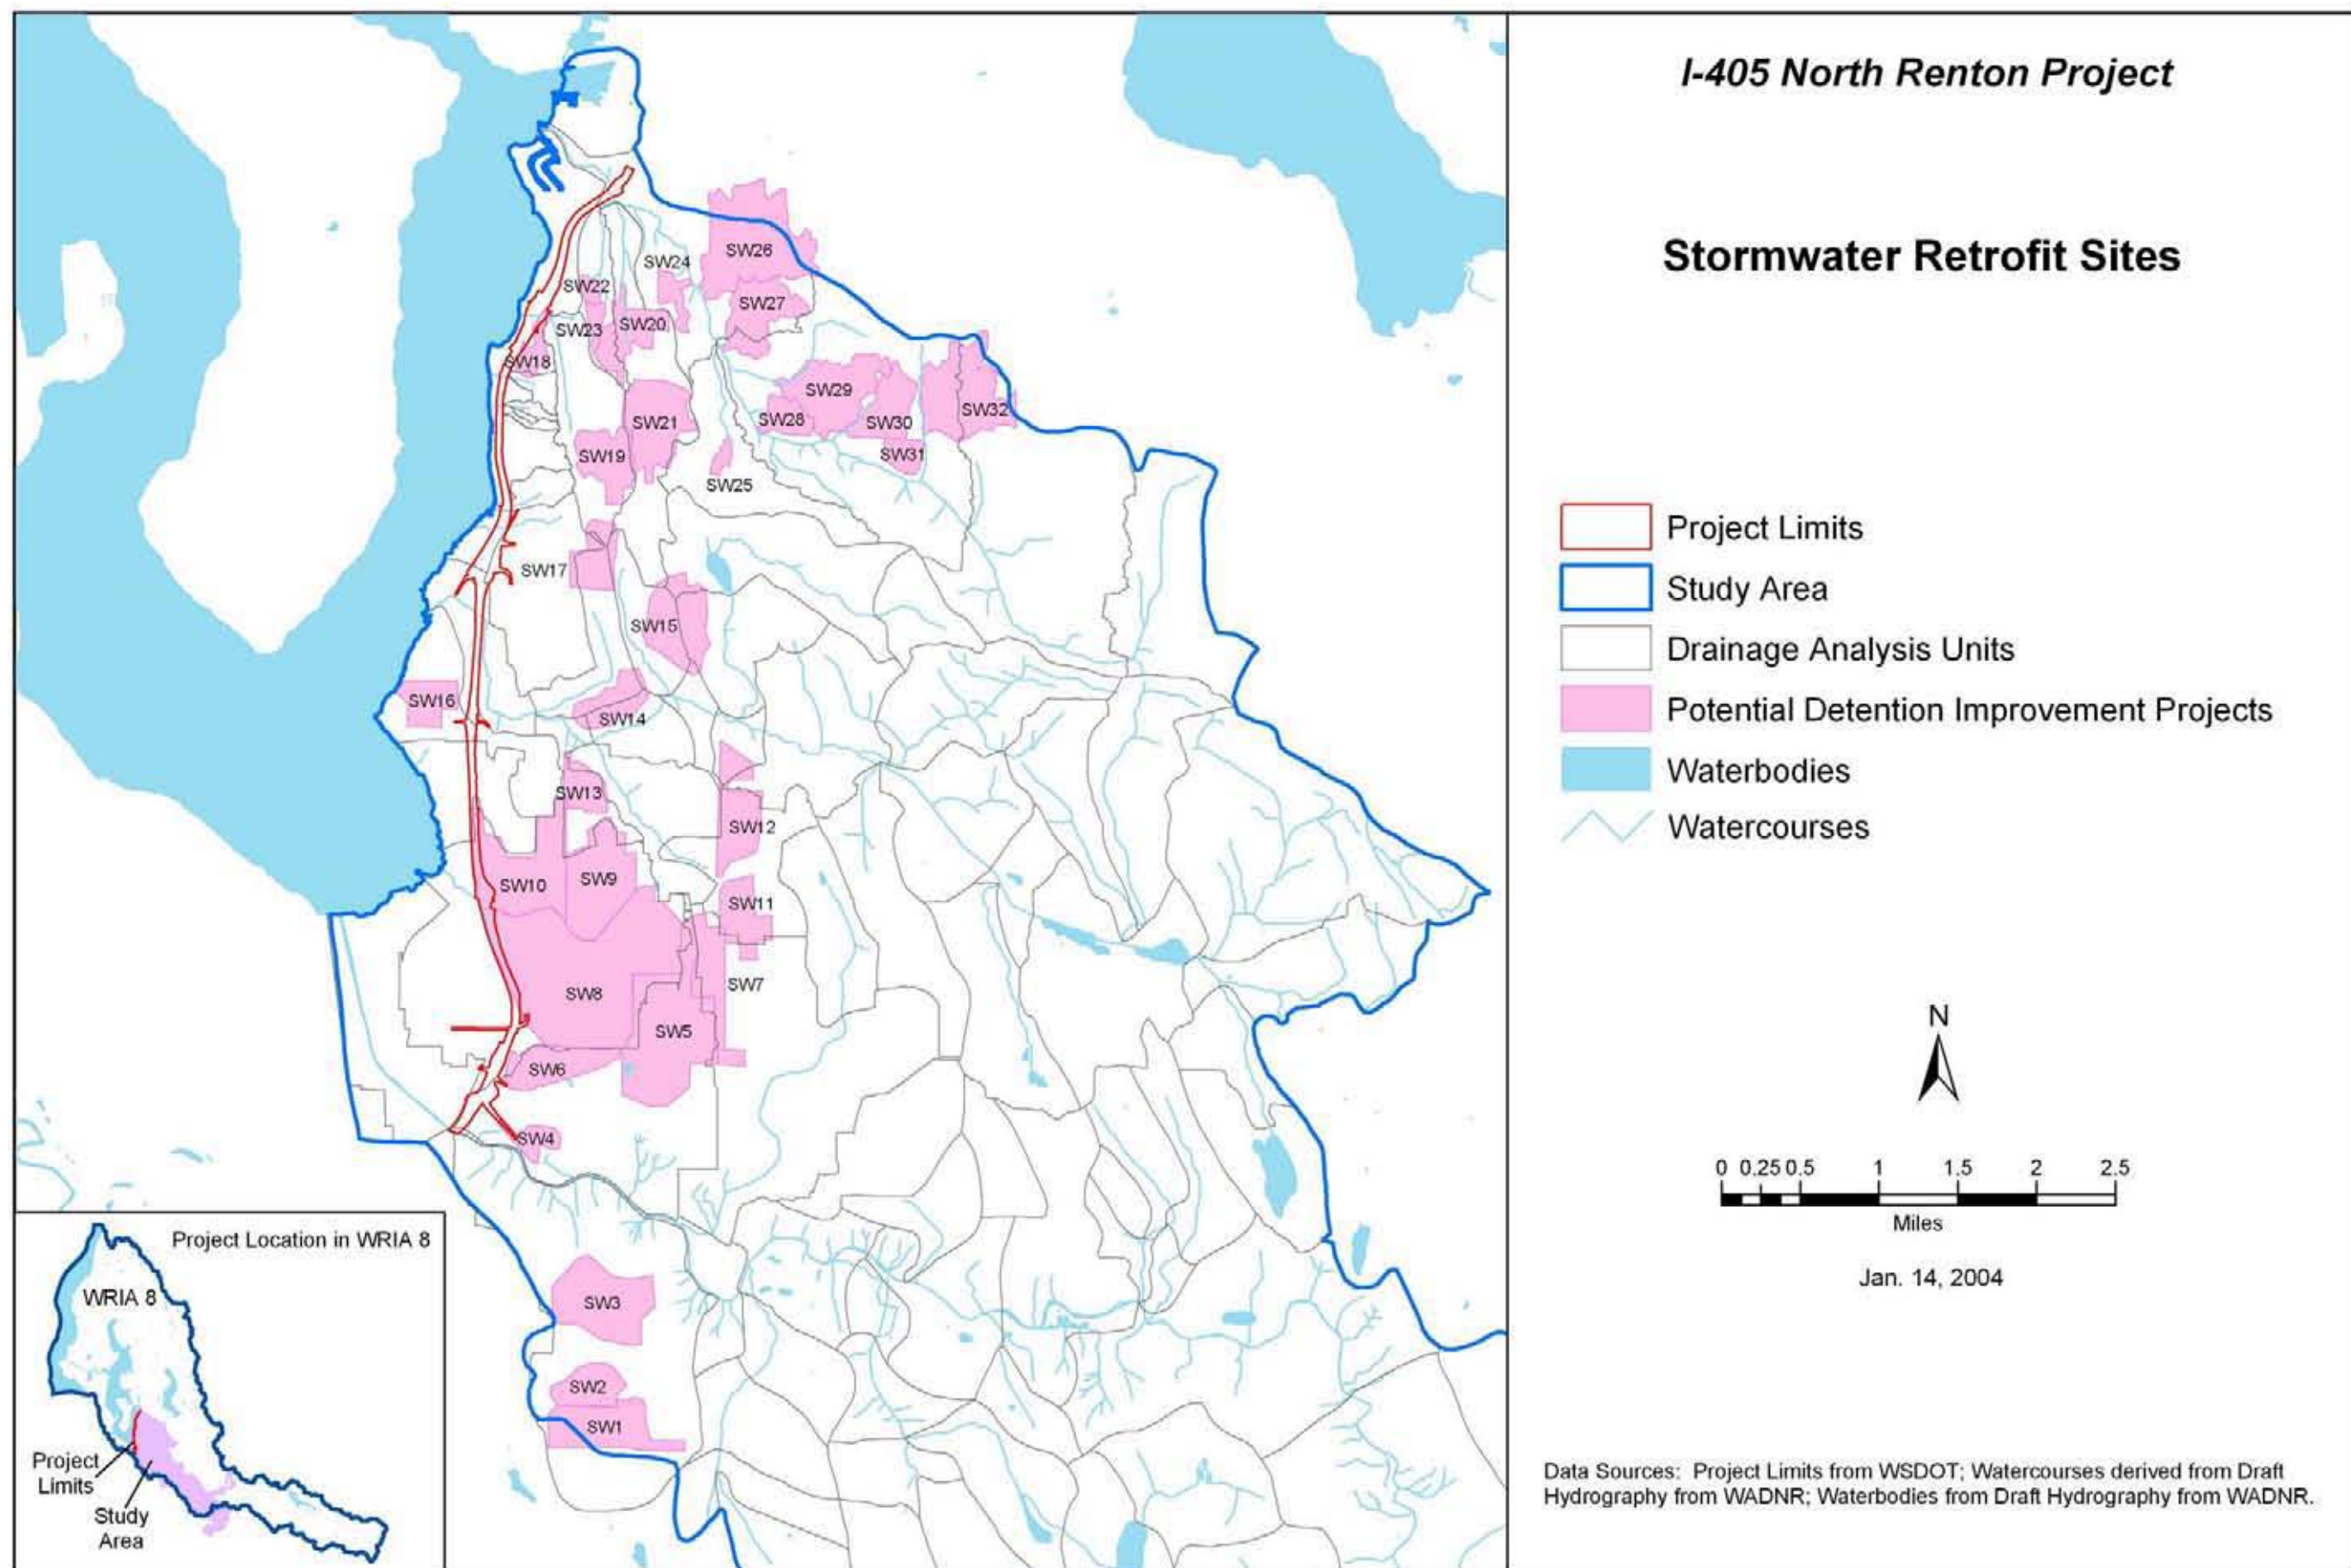 I-405 North Renton Project
Stormwater Retrofit Sites
Project Limits
Study Area
Drainage Analysis Units
Potential Detention Improvement Projects
Waterbodies
Watercourses
N
0 0.25 0.5 1 1.5 2 2.5
Miles
Jan. 14, 2004
Data Sources: Project Limits from WSDOT; Watercourses derived from Draft
Hydrography from WADNR; Waterbodies from Draft Hydrography from WADNR.
SW26
SW24
SW22
SW27
SW23
SW20
SW18
SW29
SW32
SW28
SW30
SW21
SW31
SW19
SW25
SW17
SW15
SW16
SW14
SW13
SW12
SW10
SW9
SW11
SW7
SW8
SW5
SW6
SW4
SW3
SW2
SW1
Project Location in WRIA 8
WRIA 8
Project
Limits
Study
Area